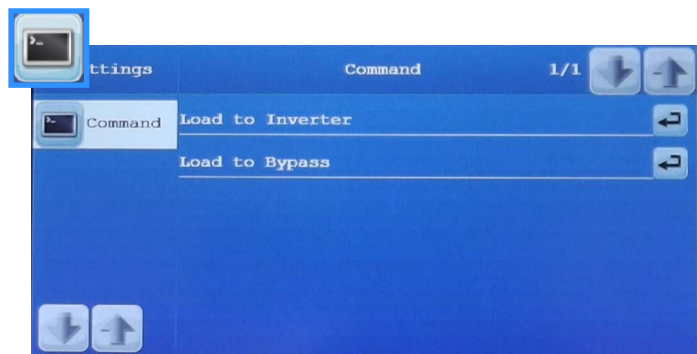 ttings Command 1/1
Command
Load to Inverter
Load to Bypass